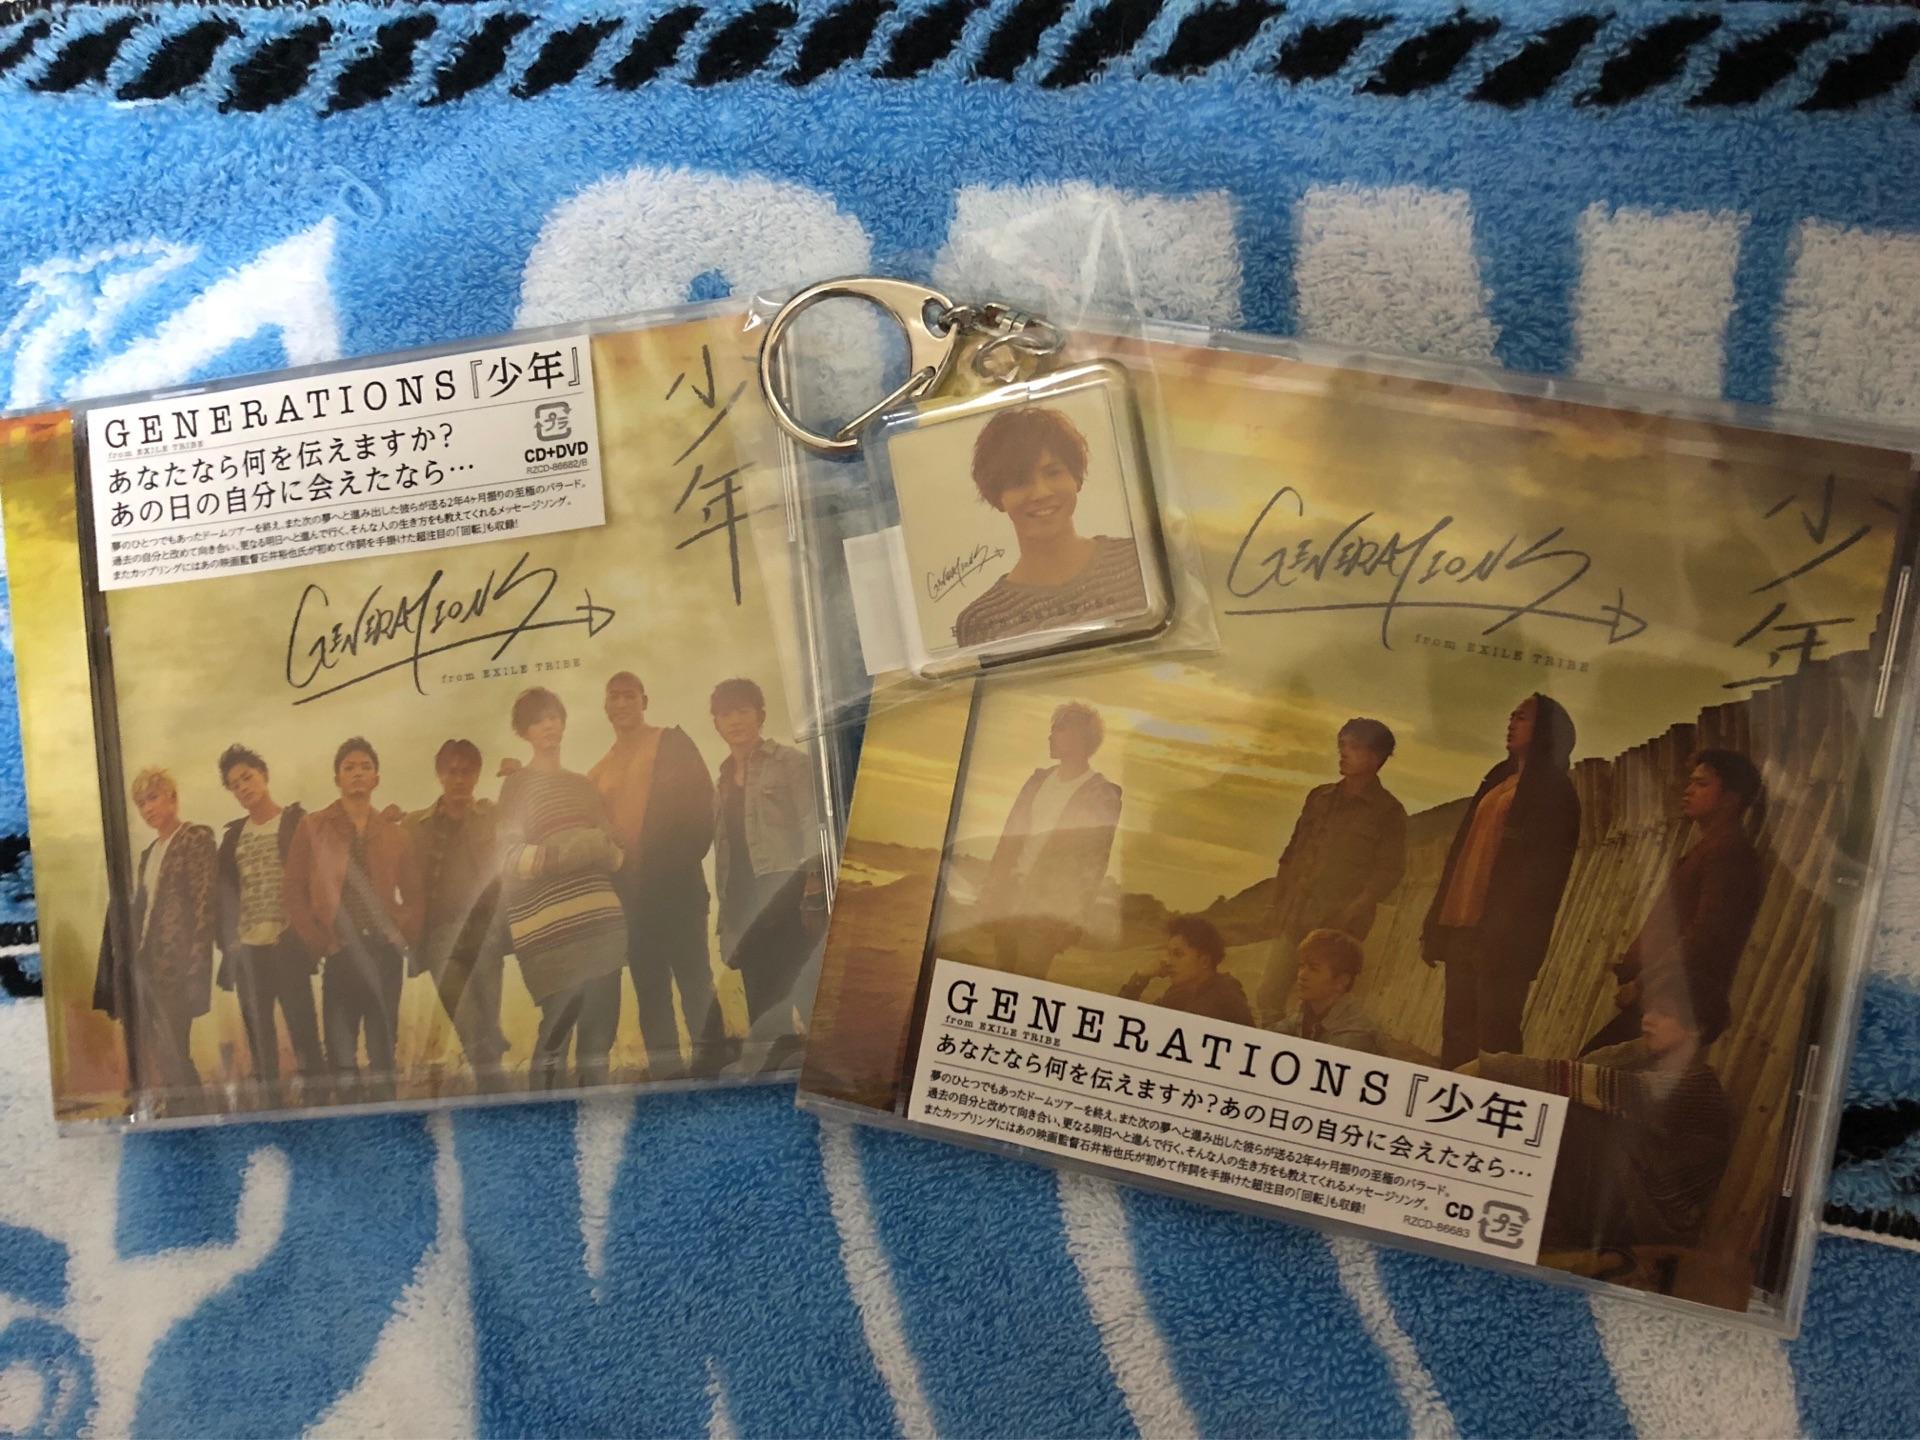 GENERATIONS『少年』
from EXILE TRIBE
あなたなら何を伝えますか?
あの日の自分に会えたなら…
プラ
CD+DVD
RZCD-86682/B
夢のひとつでもあったドームツアーを終え、また次の夢へと進み出した彼らが送る2年4ヶ月振りの至極のバラード。
過去の自分と改めて向き合い、更なる明日へと進んで行く、そんな人の生き方をも教えてくれるメッセージソング。
またカップリングにはあの映画監督石井裕也氏が初めて作詞を手掛けた超注目の「回転」も収録!
少年
GENERATIONS
from EXILE TRIBE
GENERATIONS
少年
GENERATIONS
from EXILE TRIBE
GENERATIONS『少年』
from EXILE TRIBE
あなたなら何を伝えますか?あの日の自分に会えたなら…
夢のひとつでもあったドームツアーを終え、また次の夢へと進み出した彼らが送る2年4ヶ月振りの至極のバラード。
過去の自分と改めて向き合い、更なる明日へと進んで行く、そんな人の生き方をも教えてくれるメッセージソング。
またカップリングにはあの映画監督石井裕也氏が初めて作詞を手掛けた超注目の「回転」も収録!
CD
RZCD-86683
プラ
21